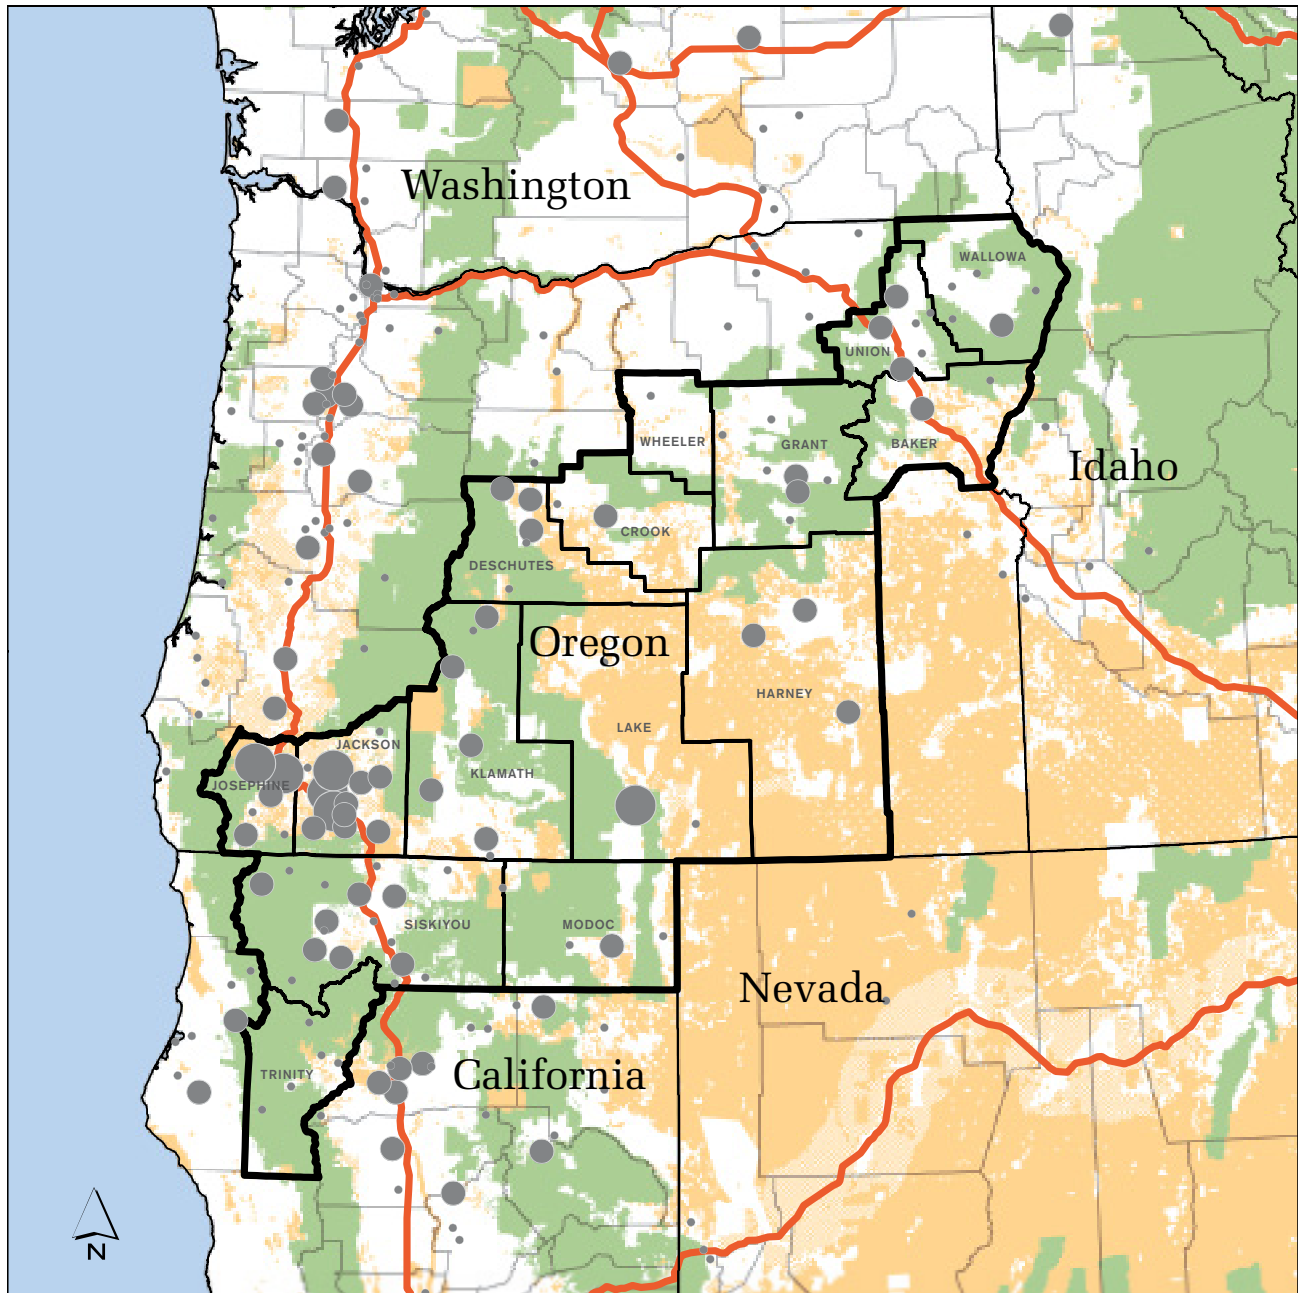 Washington
WALLOWA
UNION
WHEELER
GRANT
BAKER
Idaho
CROOK
DESCHUTES
Oregon
HARNEY
LAKE
JACKSON
KLAMATH
JOSEPHINE
SISKIYOU
MODOC
Nevada
TRINITY
California
N